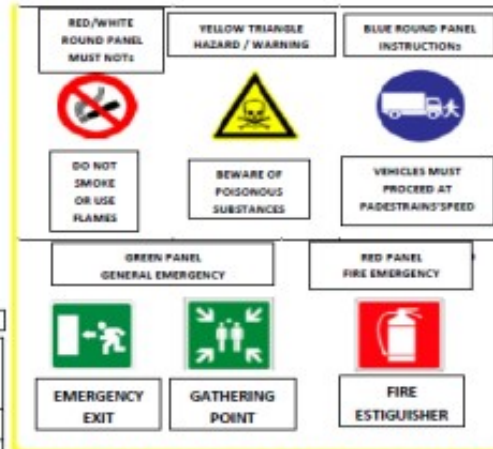 RED/WHITE
ROUND PANEL
MUST NOTs
YELLOW TRIANGLE
HAZARD / WARNING
BLUE ROUND PANEL
INSTRUCTIONs
DO NOT
SMOKE
OR USE
FLAMES
BEWARE OF
POISONOUS
SUBSTANCES
VEHICLES MUST
PROCEED AT
PADESTRAINS'SPEED
GREEN PANEL
GENERAL EMERGENCY
RED PANEL
FIRE EMERGENCY
EMERGENCY
EXIT
GATHERING
POINT
FIRE
ESTIGUISHER